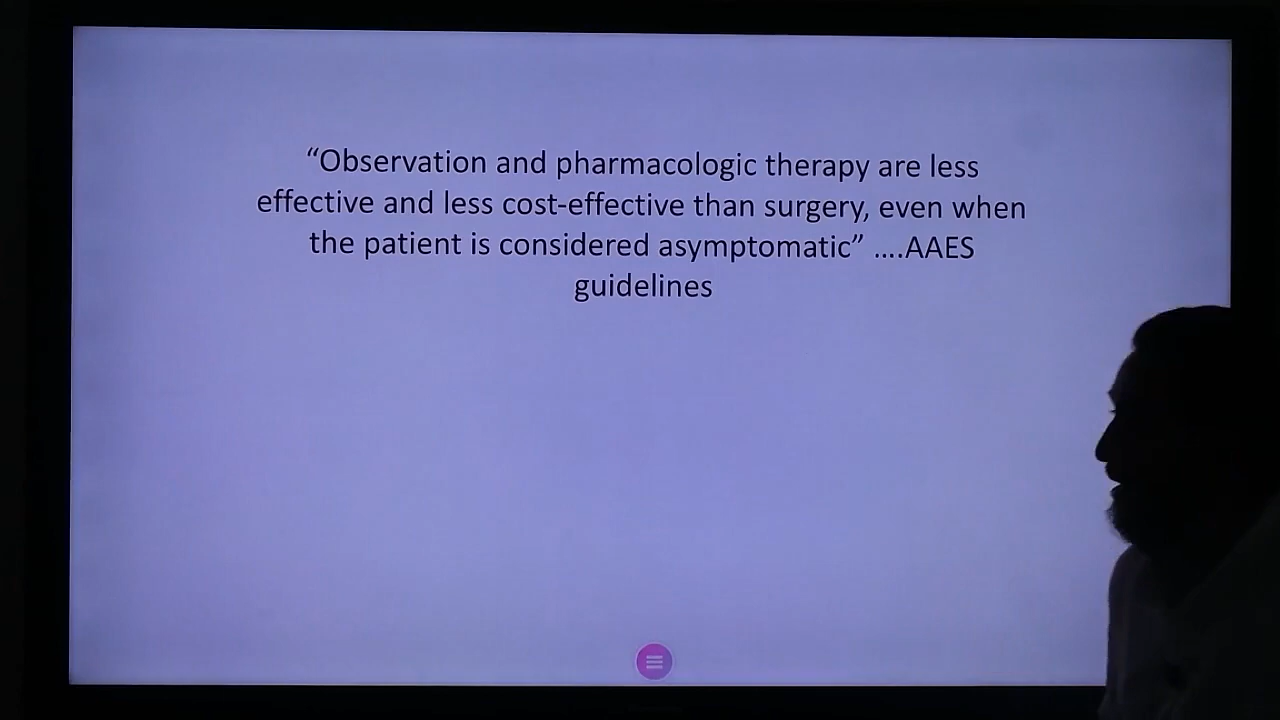 “Observation and pharmacologic therapy are less
effective and less cost-effective than surgery, even when
the patient is considered asymptomatic” ....AAES
guidelines